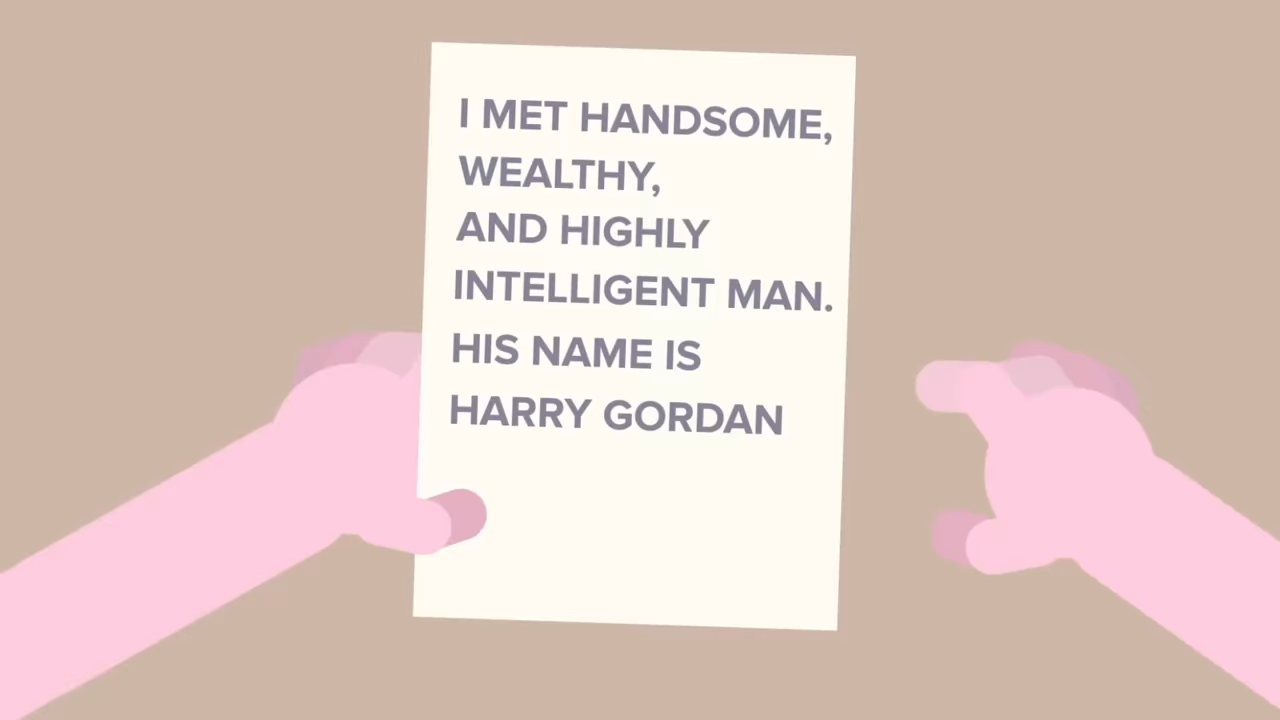 I MET HANDSOME,
WEALTHY,
AND HIGHLY
INTELLIGENT MAN.
HIS NAME IS
HARRY GORDAN